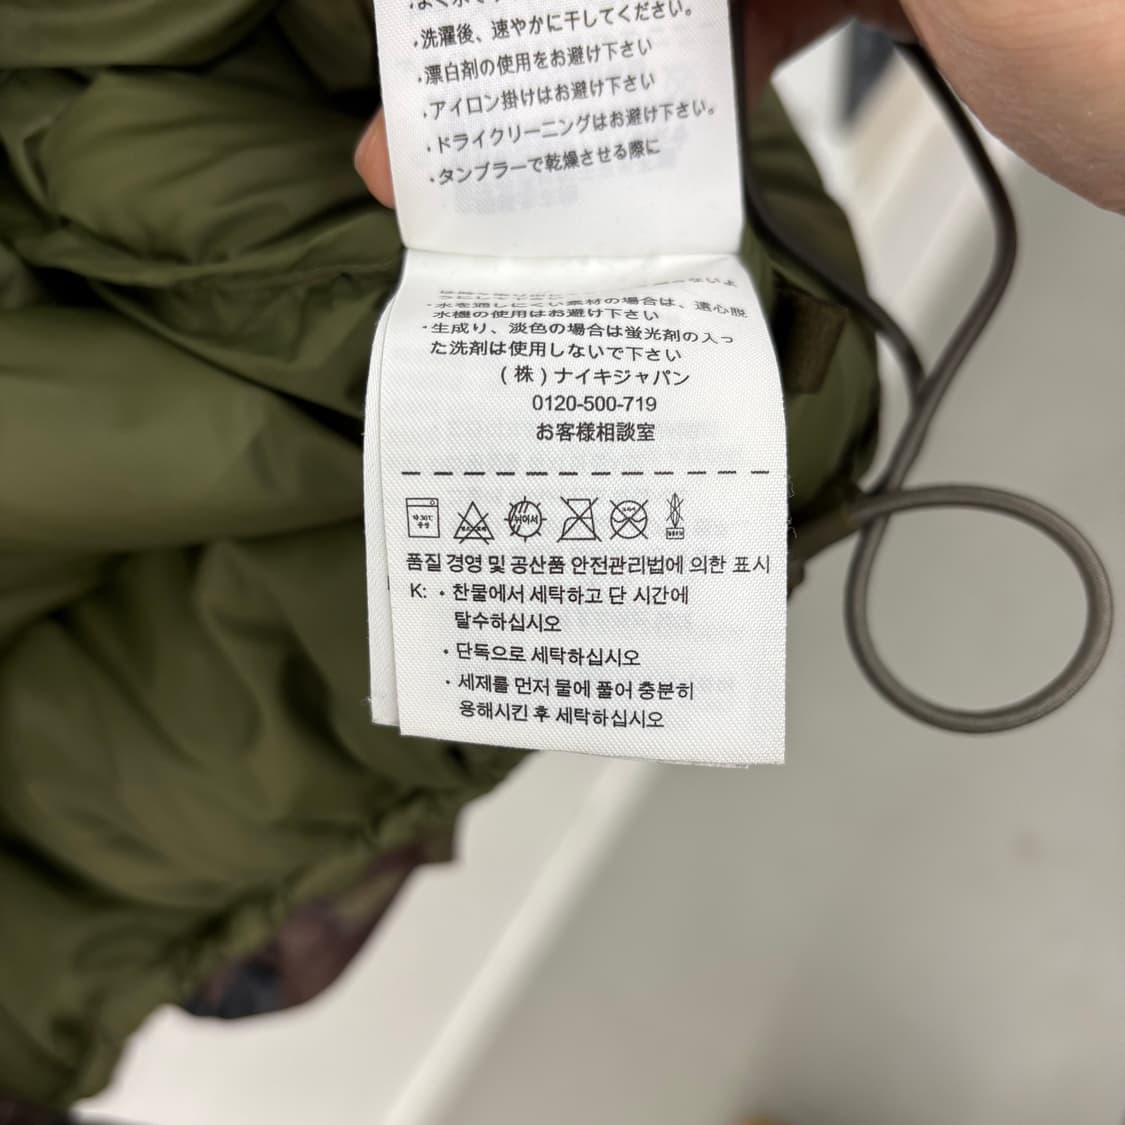 ・洗濯後、速やかに干してください。
・漂白剤の使用をお避け下さい
・アイロン掛けはお避け下さい
・ドライクリーニングはお避け下さい。
・タンブラーで乾燥させる際に
・水を通しにくい素材の場合は、遠心脱
水機の使用はお避け下さい
・生成り、淡色の場合は蛍光剤の入っ
た洗剤は使用しないで下さい
(株)ナイキジャパン
0120-500-719
お客様相談室
약 30℃
중성
뉘어서
품질 경영 및 공산품 안전관리법에 의한 표시
K: ・찬물에서 세탁하고 단 시간에
탈수하십시오
・단독으로 세탁하십시오
・세제를 먼저 물에 풀어 충분히
용해시킨 후 세탁하십시오